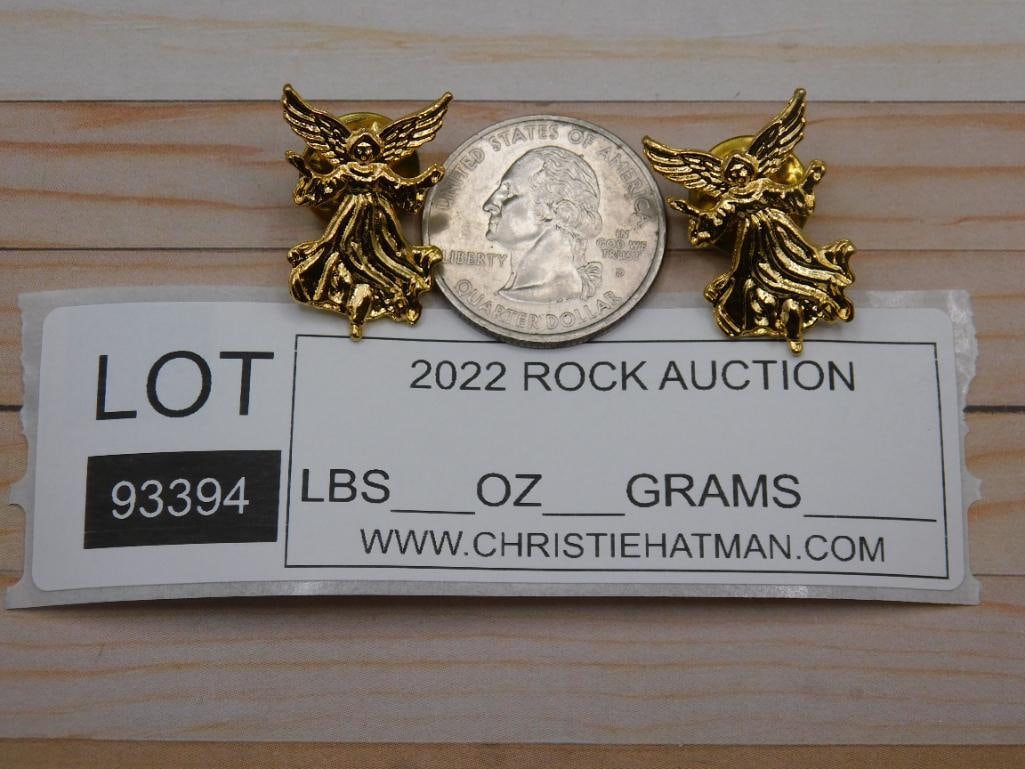 UNITED STATES OF AMERICA
LIBERTY
IN
GOD WE
TRUST
D
QUARTER DOLLAR
LOT
93394
2022 ROCK AUCTION
LBS___OZ___GRAMS_____
WWW.CHRISTIEHATMAN.COM